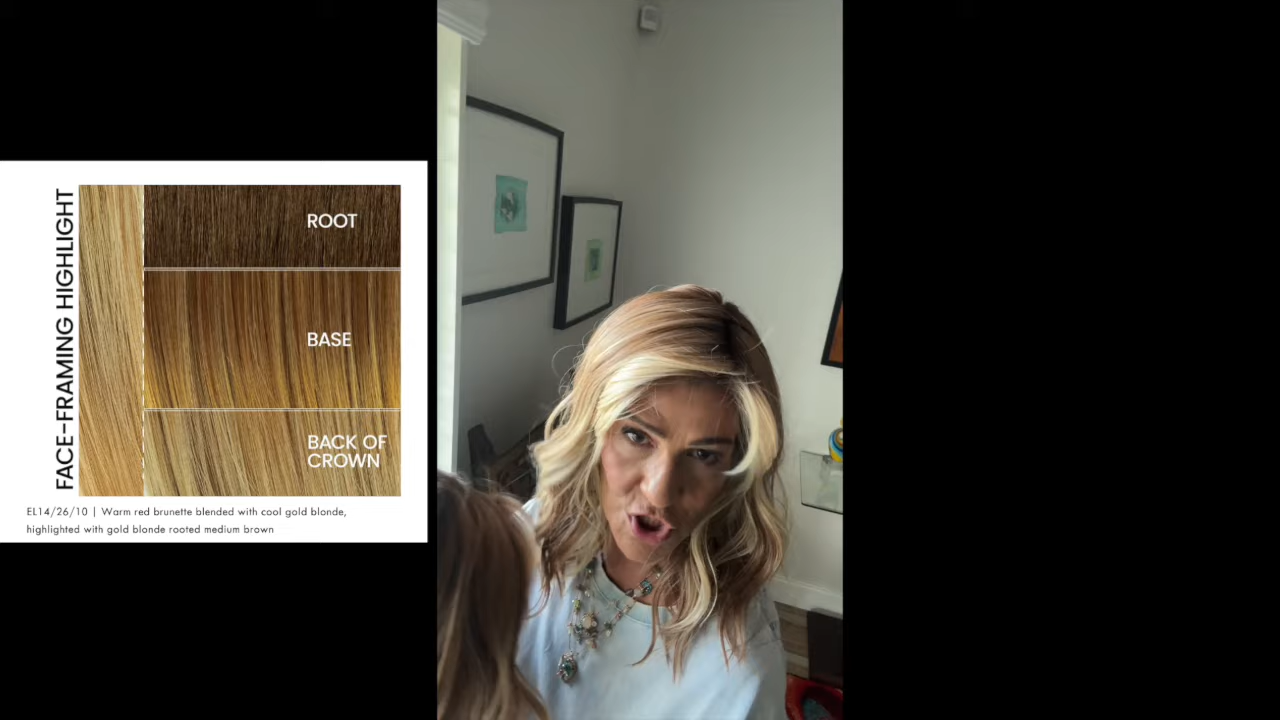 FACE-FRAMING HIGHLIGHT
ROOT
BASE
BACK OF
CROWN
EL14/26/10 | Warm red brunette blended with cool gold blonde,
highlighted with gold blonde rooted medium brown